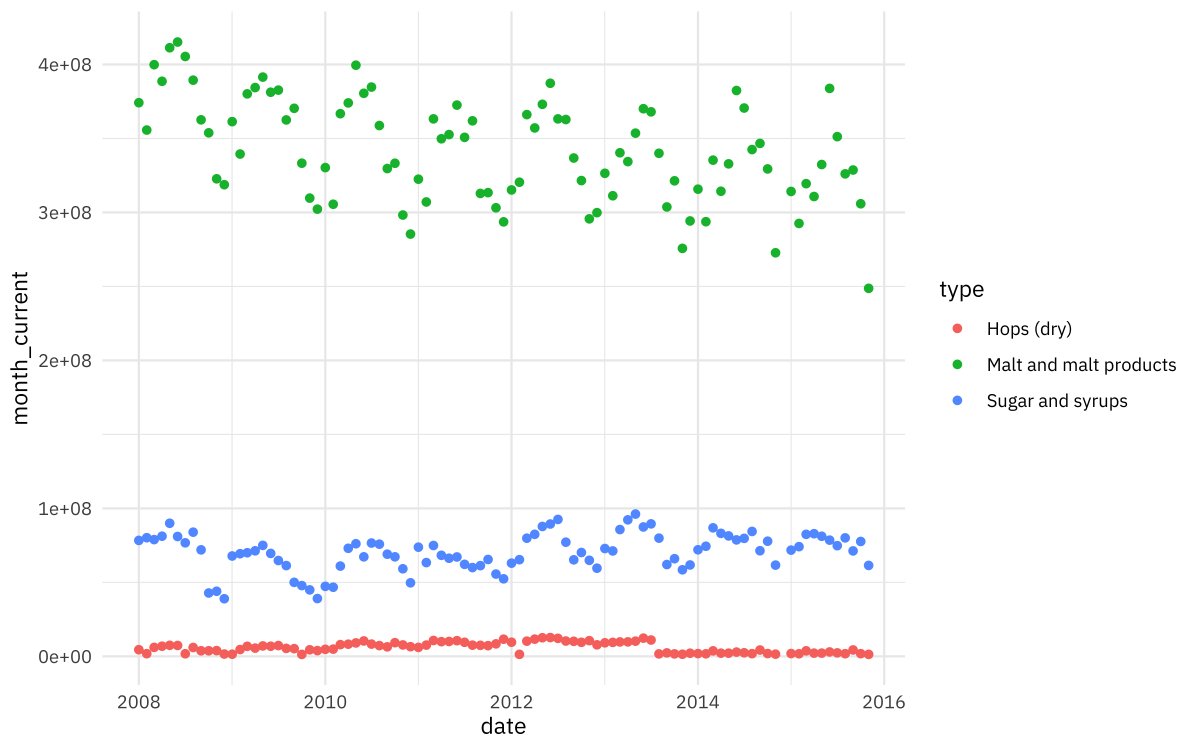 month_current
4e+08
3e+08
2e+08
1e+08
0e+00
2008 2010 2012 2014 2016
date
type
Hops (dry)
Malt and malt products
Sugar and syrups